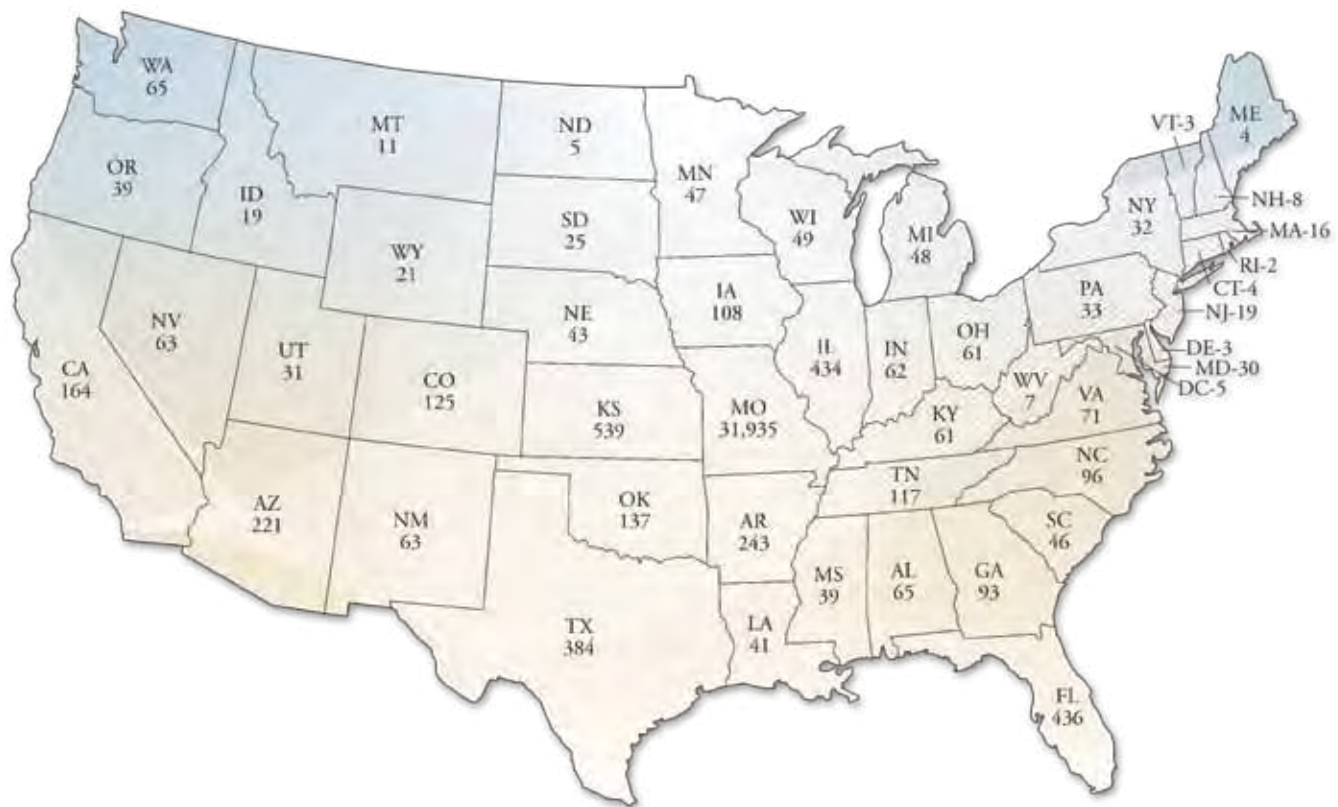 WA
65
MT
11
ND
5
MN
47
OR
39
ID
19
WY
21
SD
25
WI
49
MI
48
NY
32
VT-3
ME
4
NH-8
MA-16
RI-2
CT-4
NJ-19
PA
33
DE-3
MD-30
DC-5
CA
164
NV
63
UT
31
CO
125
NE
43
IA
108
IL
434
IN
62
OH
61
WV
7
VA
71
KS
539
MO
31,935
KY
61
AZ
221
NM
63
OK
137
AR
243
TN
117
NC
96
SC
46
TX
384
LA
41
MS
39
AL
65
GA
93
FL
436